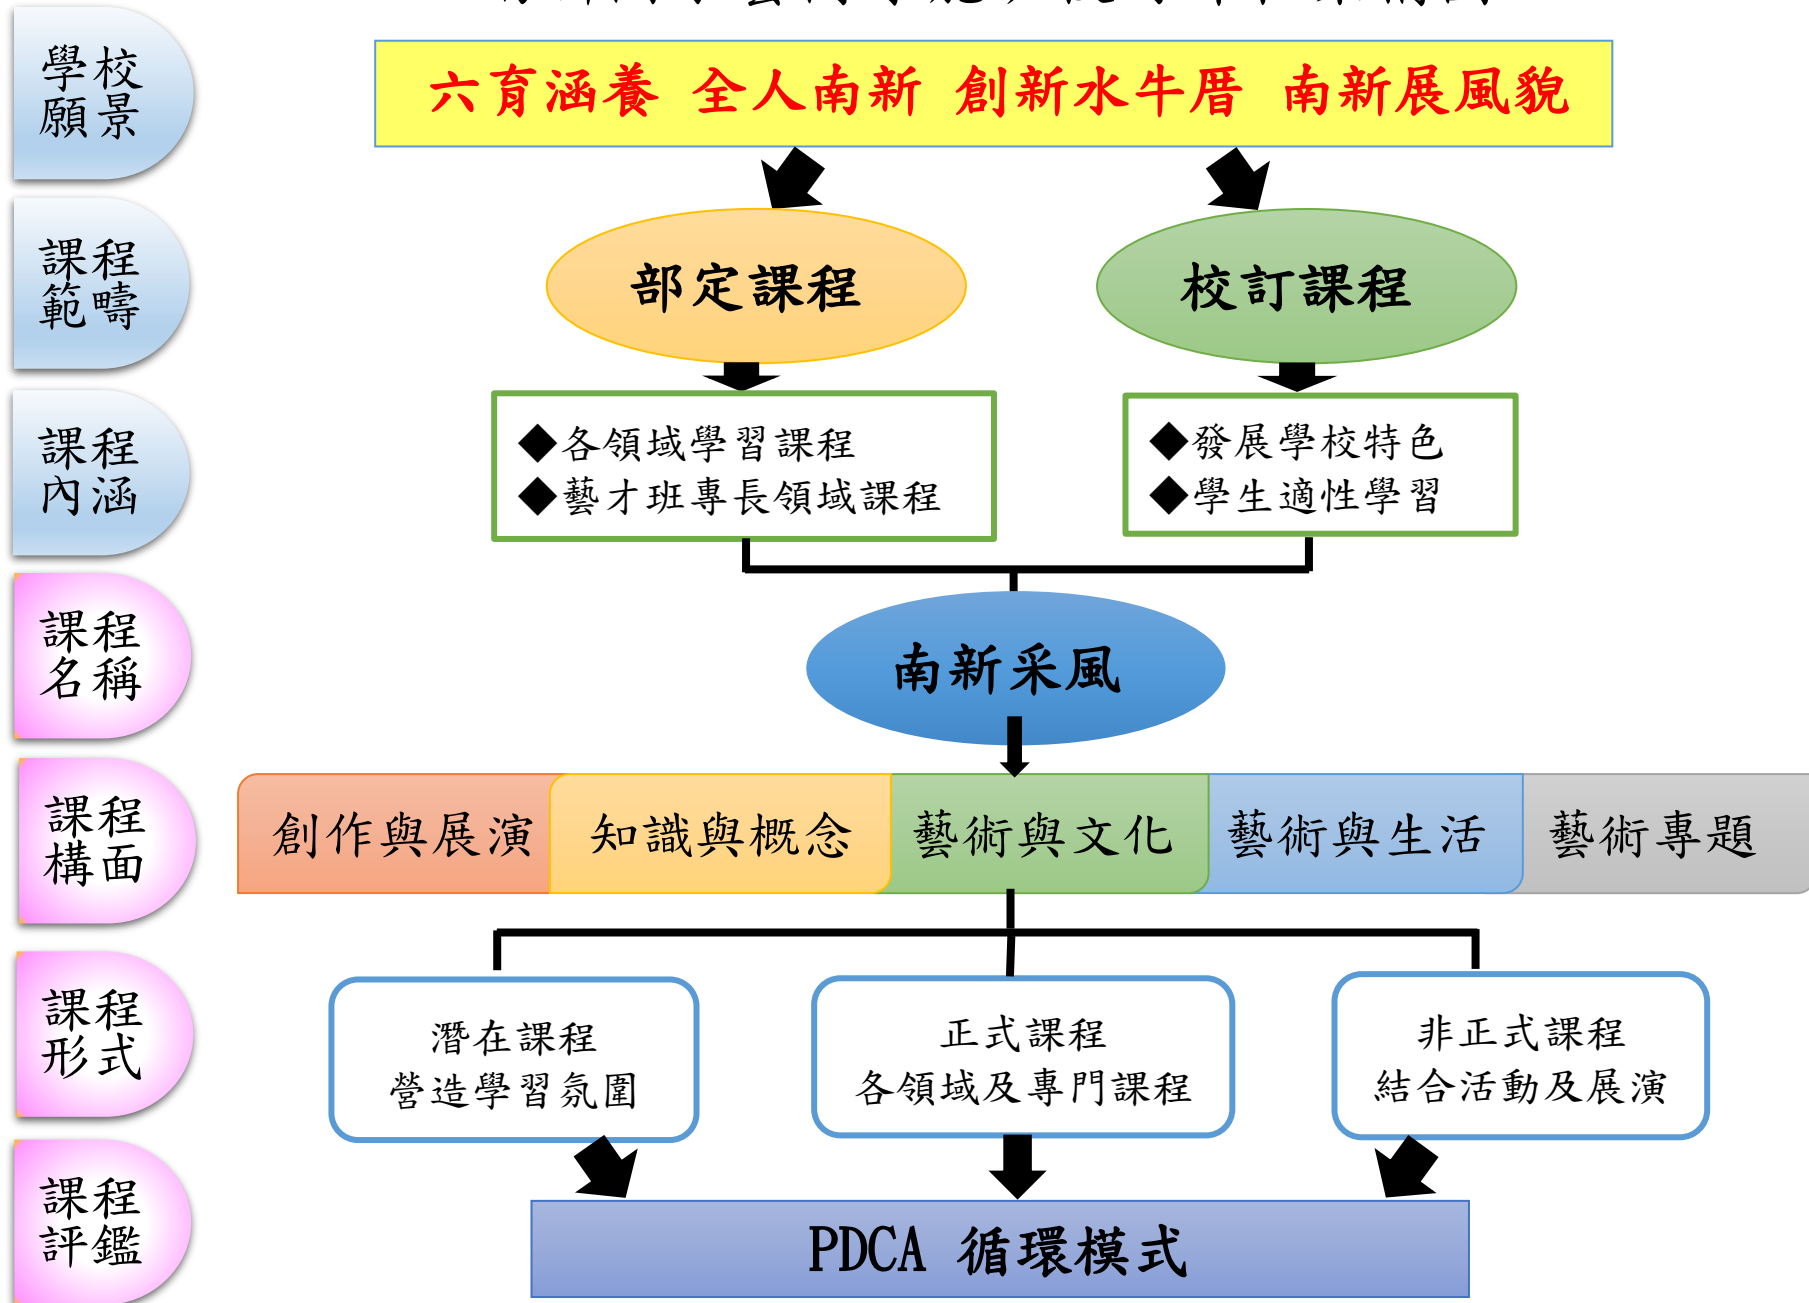 學校
願景
六育涵養 全人南新 創新水牛厝 南新展風貌
課程
範疇
部定課程
校訂課程
課程
內涵
◆各領域學習課程
◆藝才班專長領域課程
◆發展學校特色
◆學生適性學習
課程
名稱
南新采風
課程
構面
創作與展演
知識與概念
藝術與文化
藝術與生活
藝術專題
課程
形式
潛在課程
營造學習氛圍
正式課程
各領域及專門課程
非正式課程
結合活動及展演
課程
評鑑
PDCA 循環模式